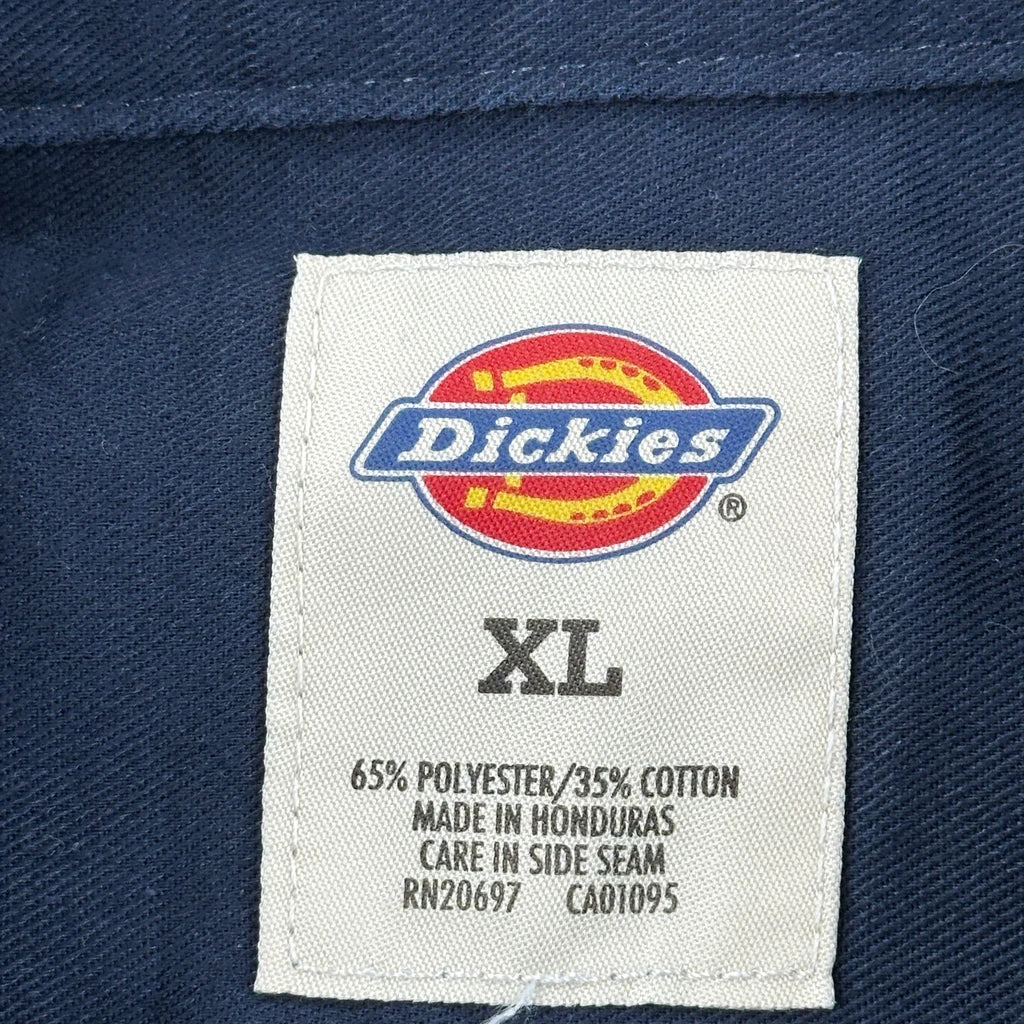 Dickies
®
XL
65% POLYESTER/35% COTTON
MADE IN HONDURAS
CARE IN SIDE SEAM
RN20697 CA01095